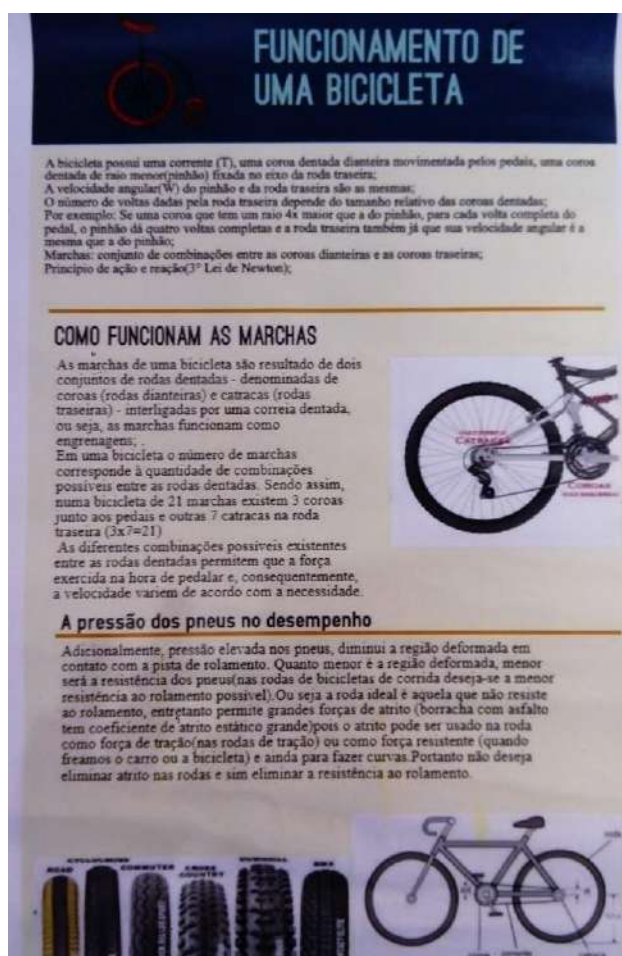 FUNCIONAMENTO DE
UMA BICICLETA
A bicicleta possui uma corrente (T), uma coroa dentada dianteira movimentada pelos pedais, uma coroa
dentada de raio menor(pinhão) fixada no eixo da roda traseira;
A velocidade angular(W) do pinhão e da roda traseira são as mesmas;
O número de voltas dadas pela roda traseira depende do tamanho relativo das coroas dentadas;
Por exemplo: Se uma coroa que tem um raio 4x maior que a do pinhão, para cada volta completa do
pedal, o pinhão dá quatro voltas completas e a roda traseira também já que sua velocidade angular é a
mesma que a do pinhão;
Marchas: conjunto de combinações entre as coroas dianteiras e as coroas traseiras;
Princípio de ação e reação(3° Lei de Newton);
COMO FUNCIONAM AS MARCHAS
As marchas de uma bicicleta são resultado de dois
conjuntos de rodas dentadas - denominadas de
coroas (rodas dianteiras) e catracas (rodas
traseiras) - interligadas por uma correia dentada,
ou seja, as marchas funcionam como
engrenagens; .
Em uma bicicleta o número de marchas
corresponde à quantidade de combinações
possíveis entre as rodas dentadas. Sendo assim,
numa bicicleta de 21 marchas existem 3 coroas
junto aos pedais e outras 7 catracas na roda
traseira (3x7=21)
As diferentes combinações possíveis existentes
entre as rodas dentadas permitem que a força
exercida na hora de pedalar e, consequentemente,
a velocidade variem de acordo com a necessidade.
CATRACAS
COROAS
A pressão dos pneus no desempenho
Adicionalmente, pressão elevada nos pneus, diminui a região deformada em
contato com a pista de rolamento. Quanto menor é a região deformada, menor
será a resistência dos pneus(nas rodas de bicicletas de corrida deseja-se a menor
resistência ao rolamento possível).Ou seja a roda ideal é aquela que não resiste
ao rolamento, entretanto permite grandes forças de atrito (borracha com asfalto
tem coeficiente de atrito estático grande)pois o atrito pode ser usado na roda
como força de tração(nas rodas de tração) ou como força resistente (quando
freamos o carro ou a bicicleta) e ainda para fazer curvas.Portanto não deseja
eliminar atrito nas rodas e sim eliminar a resistência ao rolamento.
ROAD
CYCLOCROSS
COMMUTER
CROSS
COUNTRY
DOWNHILL
BMX